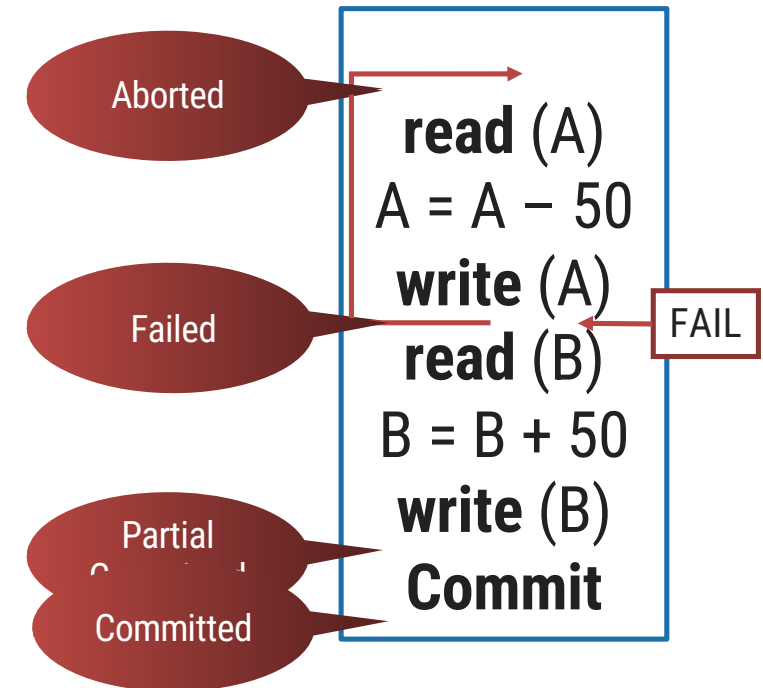 Aborted
read (A)
A = A – 50
write (A)
Failed
FAIL
read (B)
B = B + 50
write (B)
Partial
Commit
Committed